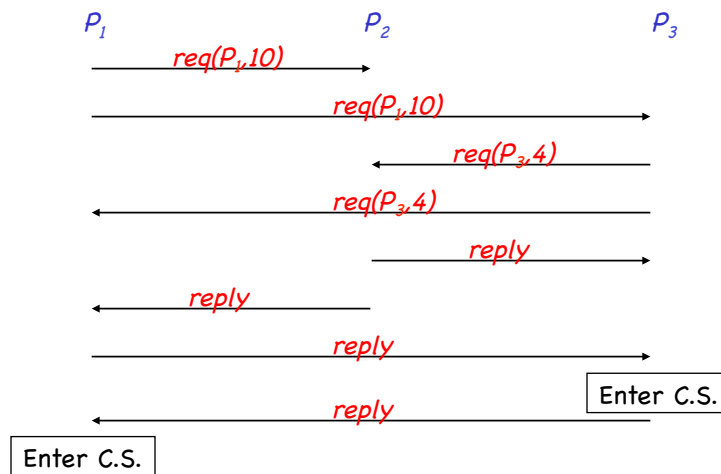 P₁ P₂ P₃
req(P₁,10)
req(P₁,10)
req(P₃,4)
req(P₃,4)
reply
reply
reply
Enter C.S.
reply
Enter C.S.